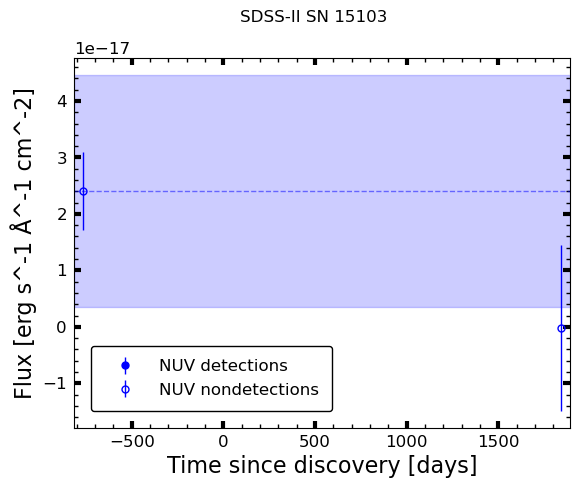 SDSS-II SN 15103
1e−17
Flux [erg s^-1 Å^-1 cm^-2]
4
3
2
1
0
−1
NUV detections
NUV nondetections
−500 0 500 1000 1500
Time since discovery [days]